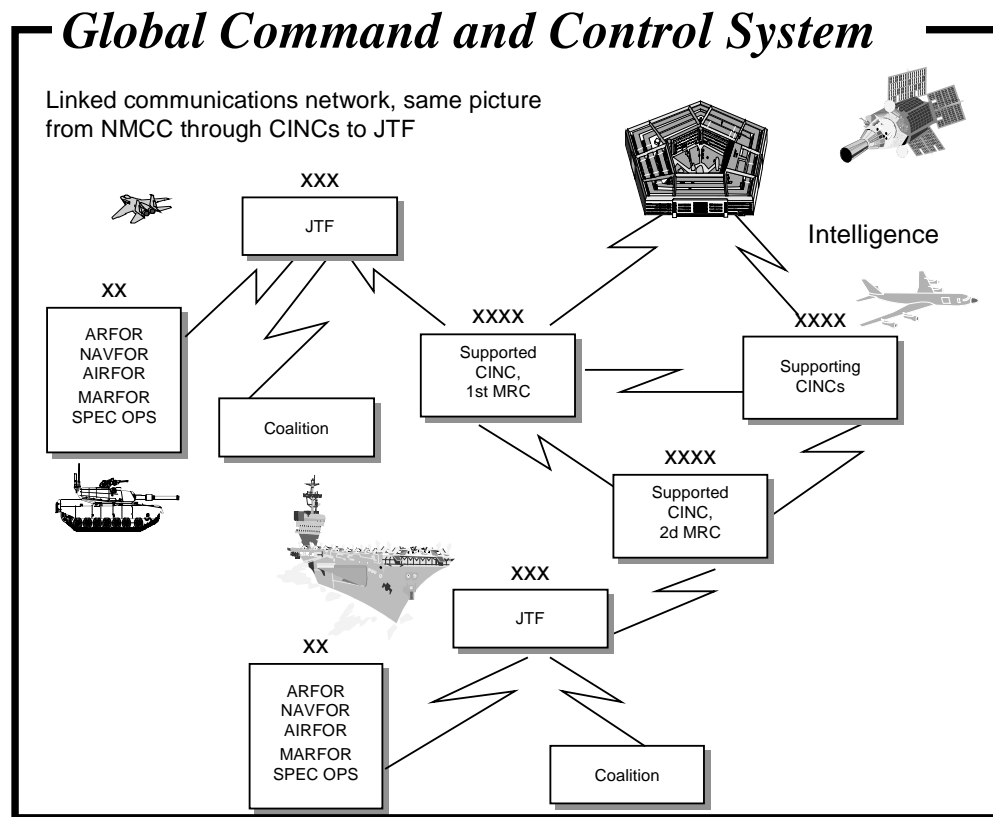 Global Command and Control System
Linked communications network, same picture
from NMCC through CINCs to JTF
XXX
JTF
Intelligence
XX
ARFOR
NAVFOR
AIRFOR
MARFOR
SPEC OPS
Coalition
XXXX
Supported
CINC,
1st MRC
XXXX
Supporting
CINCs
XXXX
Supported
CINC,
2d MRC
XXX
JTF
XX
ARFOR
NAVFOR
AIRFOR
MARFOR
SPEC OPS
Coalition